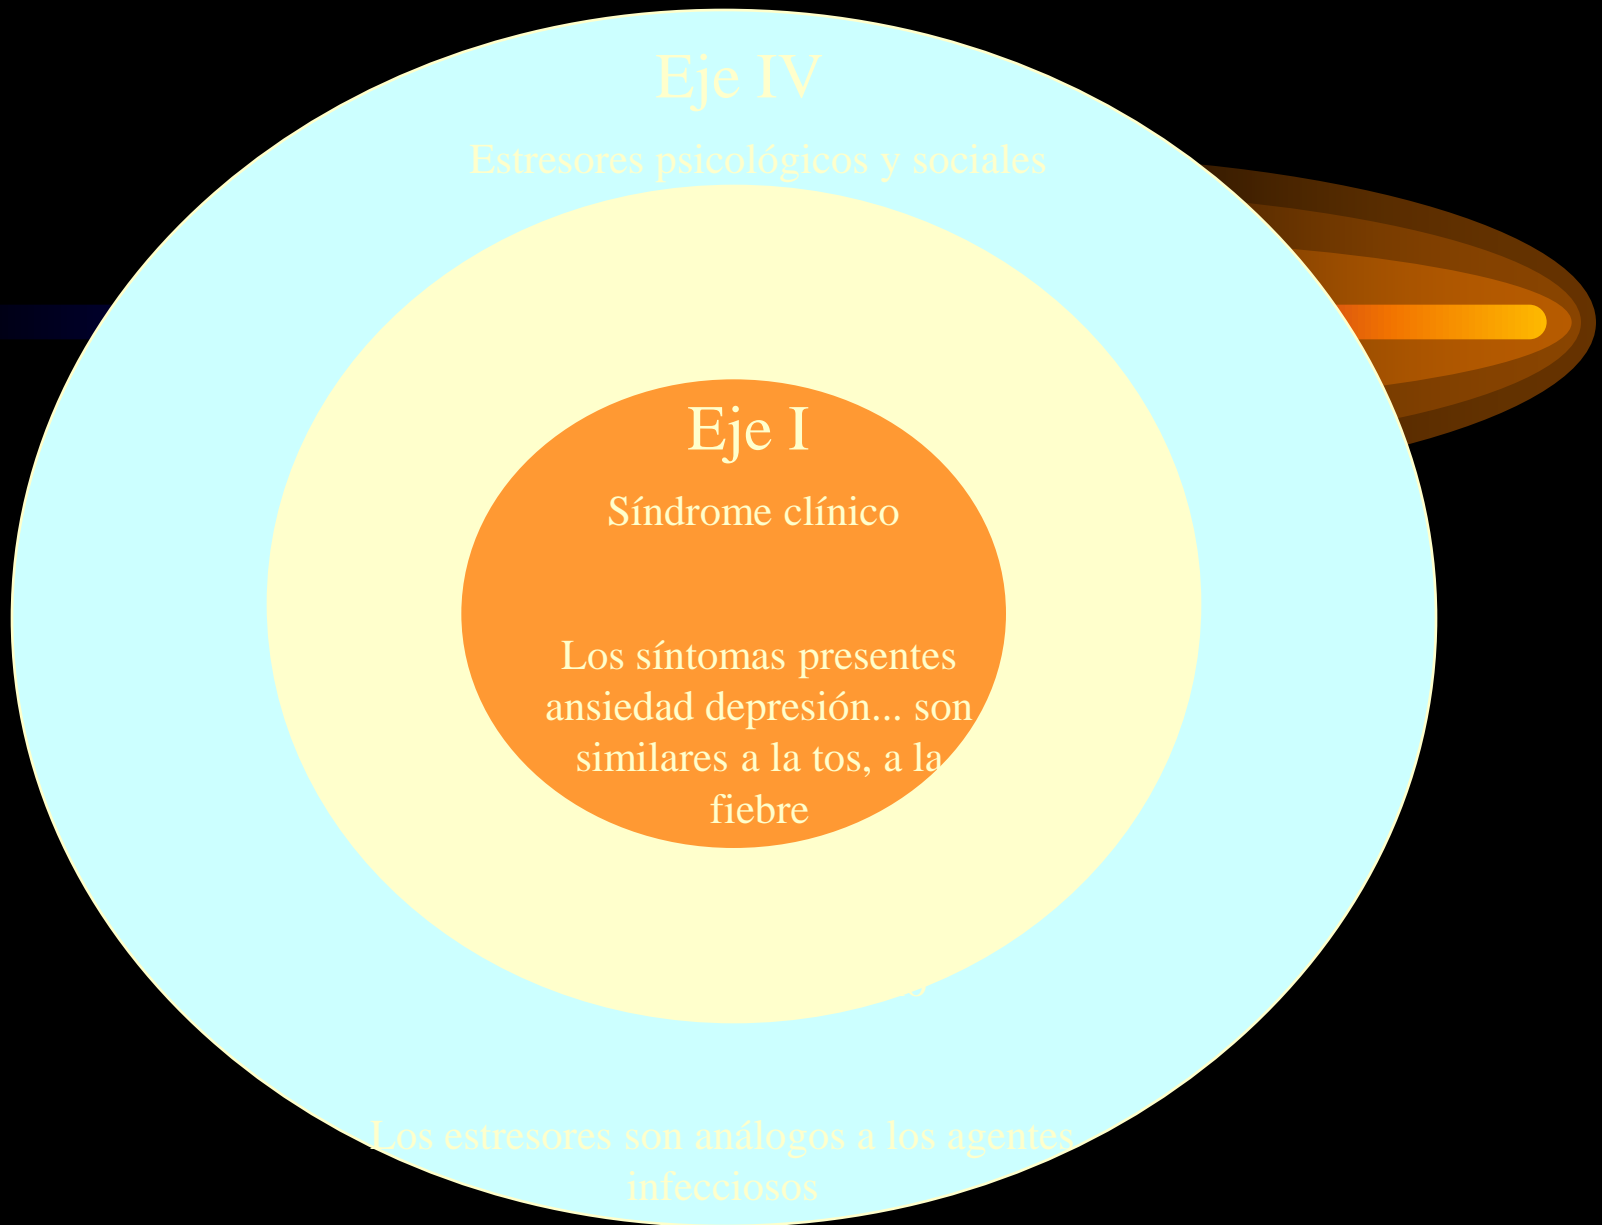 Eje IV
Estresores psicológicos y sociales
Eje I
Síndrome clínico
Los síntomas presentes
ansiedad depresión... son
similares a la tos, a la
fiebre
Los estresores son análogos a los agentes
infecciosos